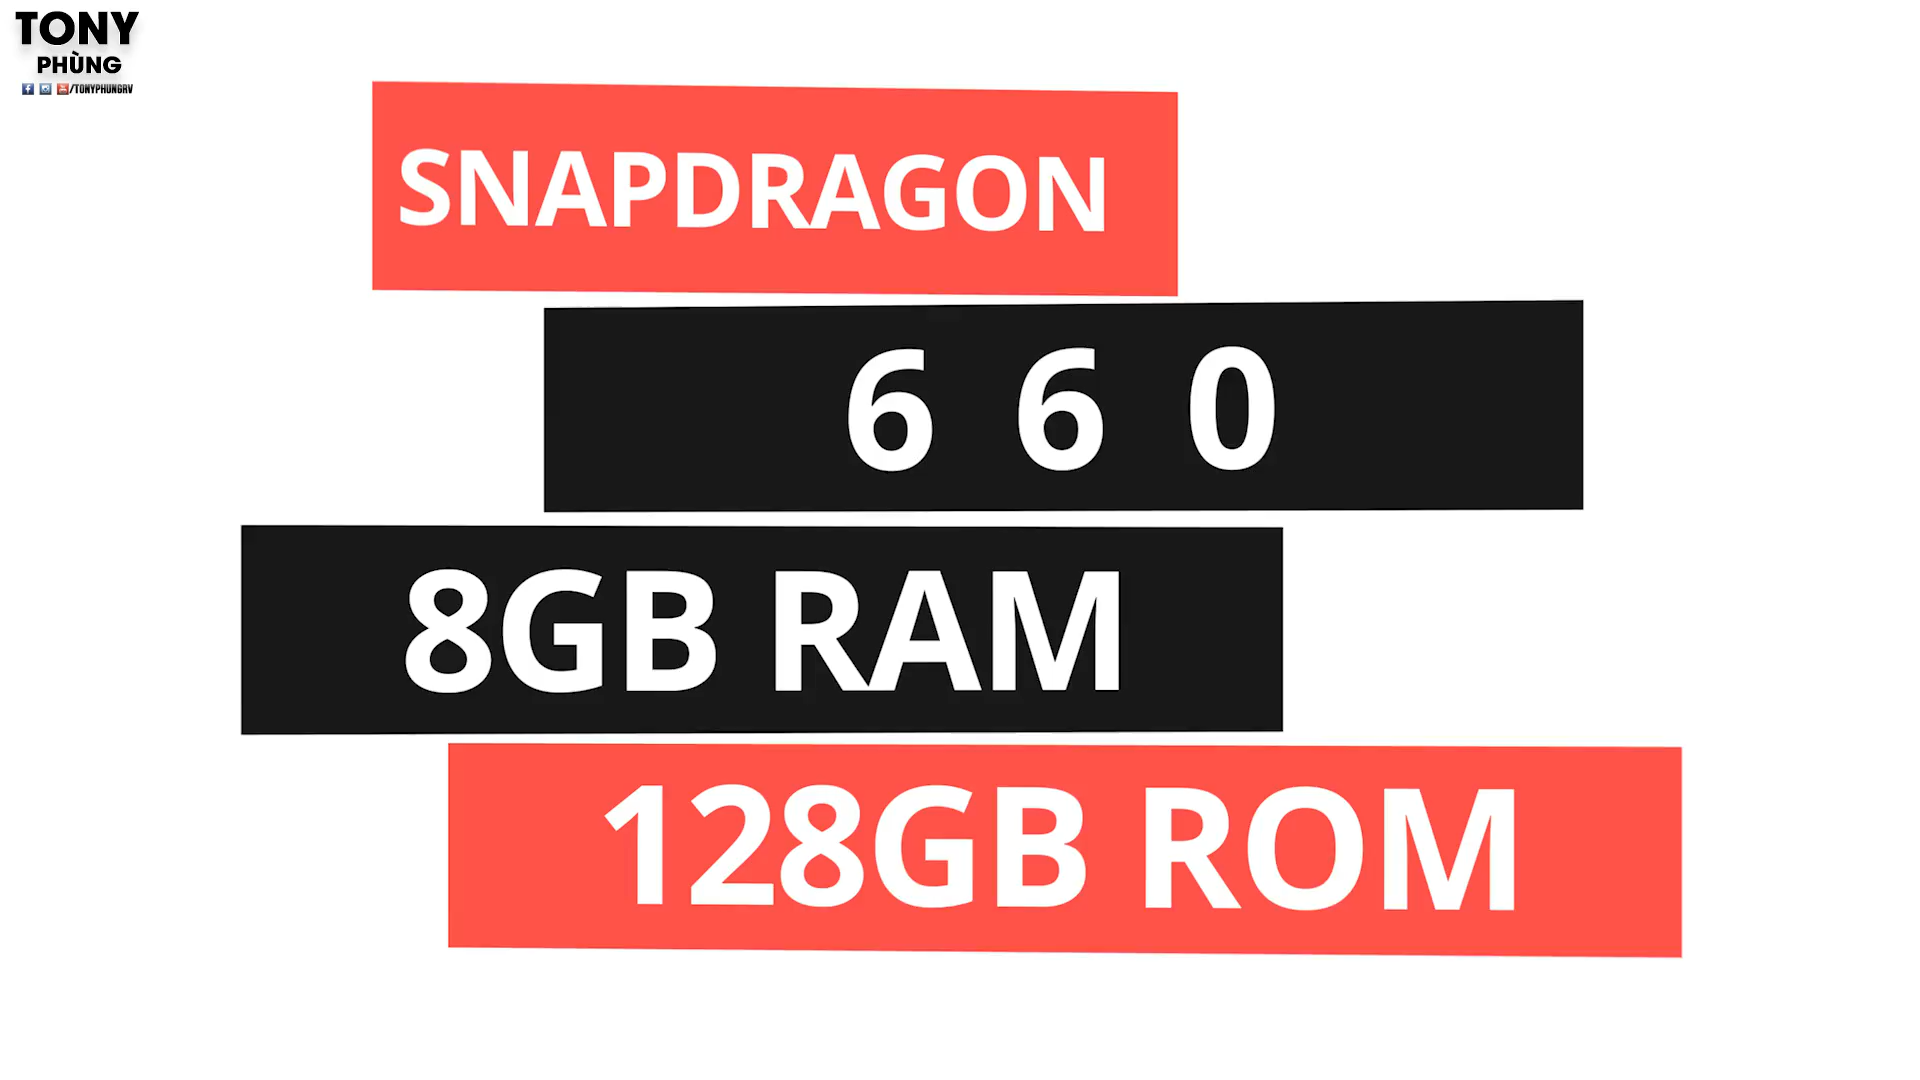 TONY
PHÙNG
/TONYPHUNGRV
SNAPDRAGON
6 6 0
8GB RAM
128GB ROM